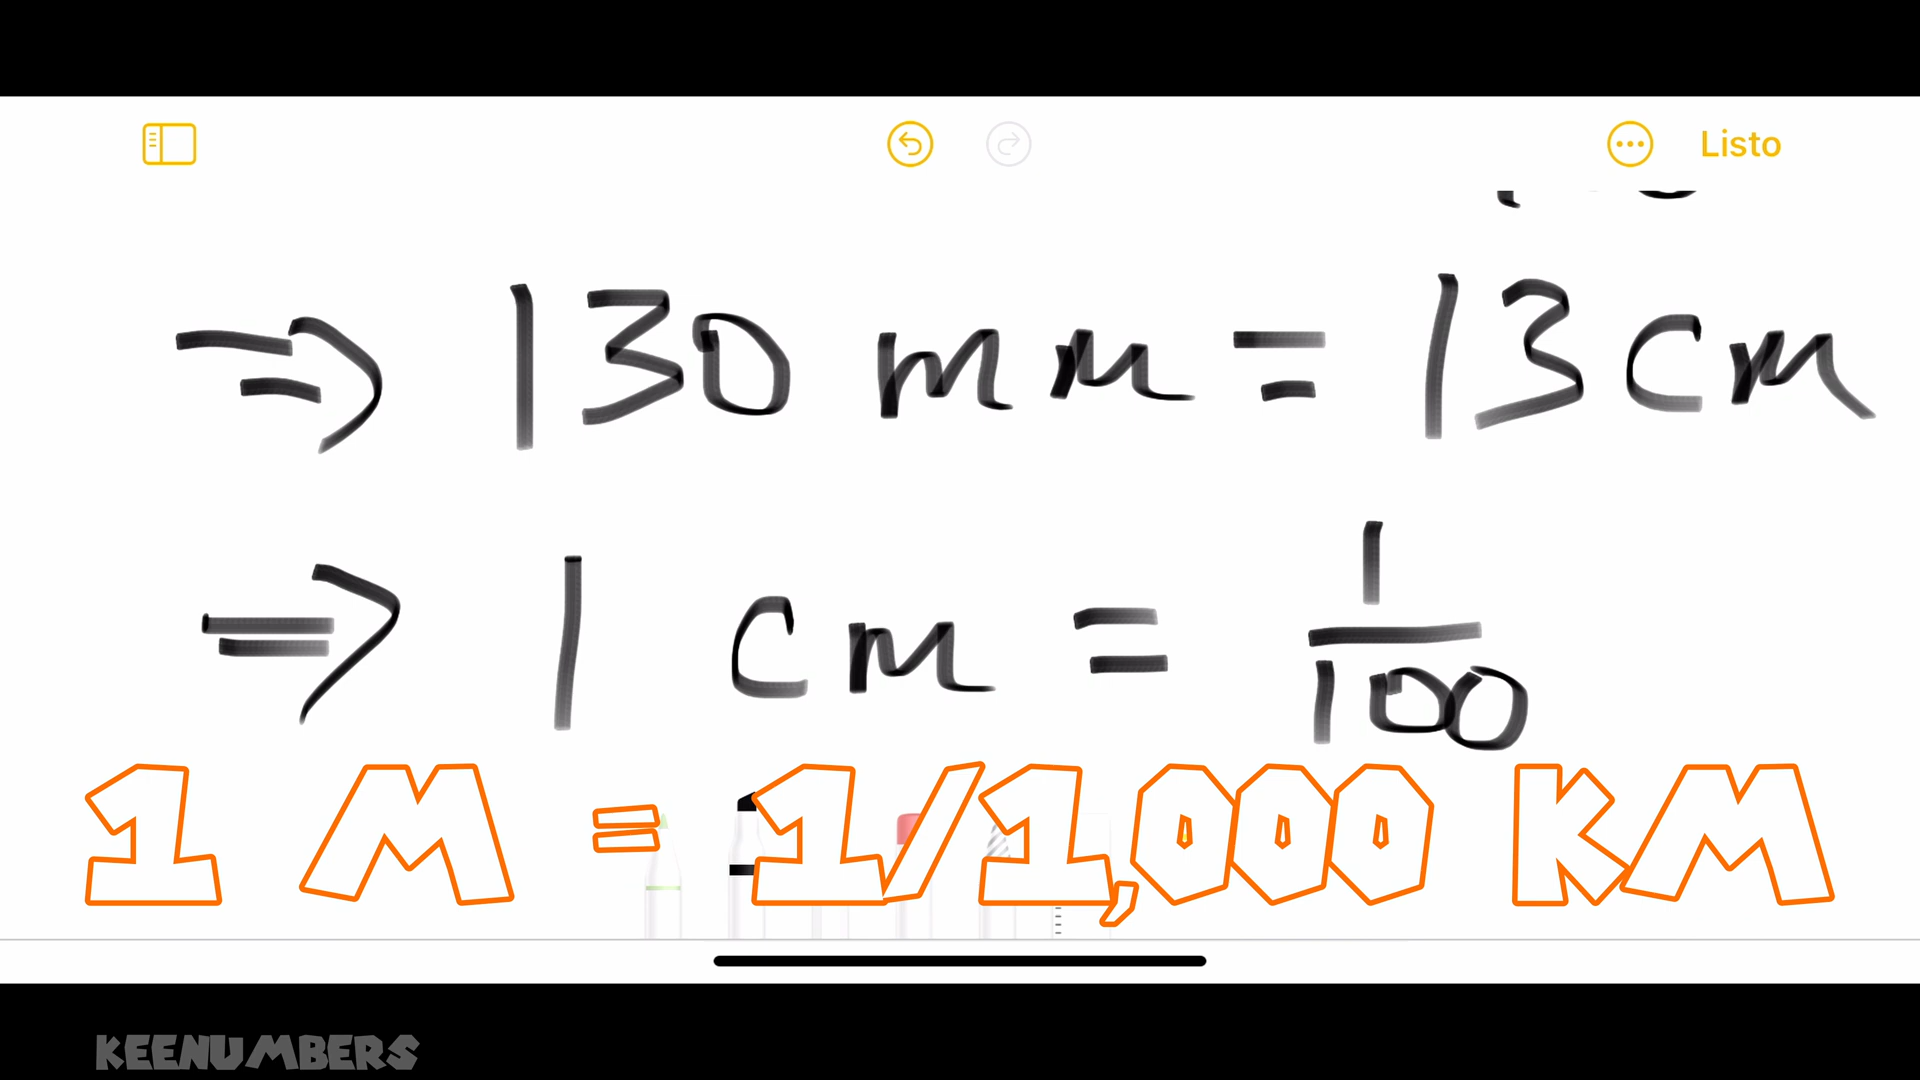 Listo
⇒ 130 mm = 13 cm
⇒ 1 cm = 1/100
1 M = 1/1,000 KM
KEENUMBERS